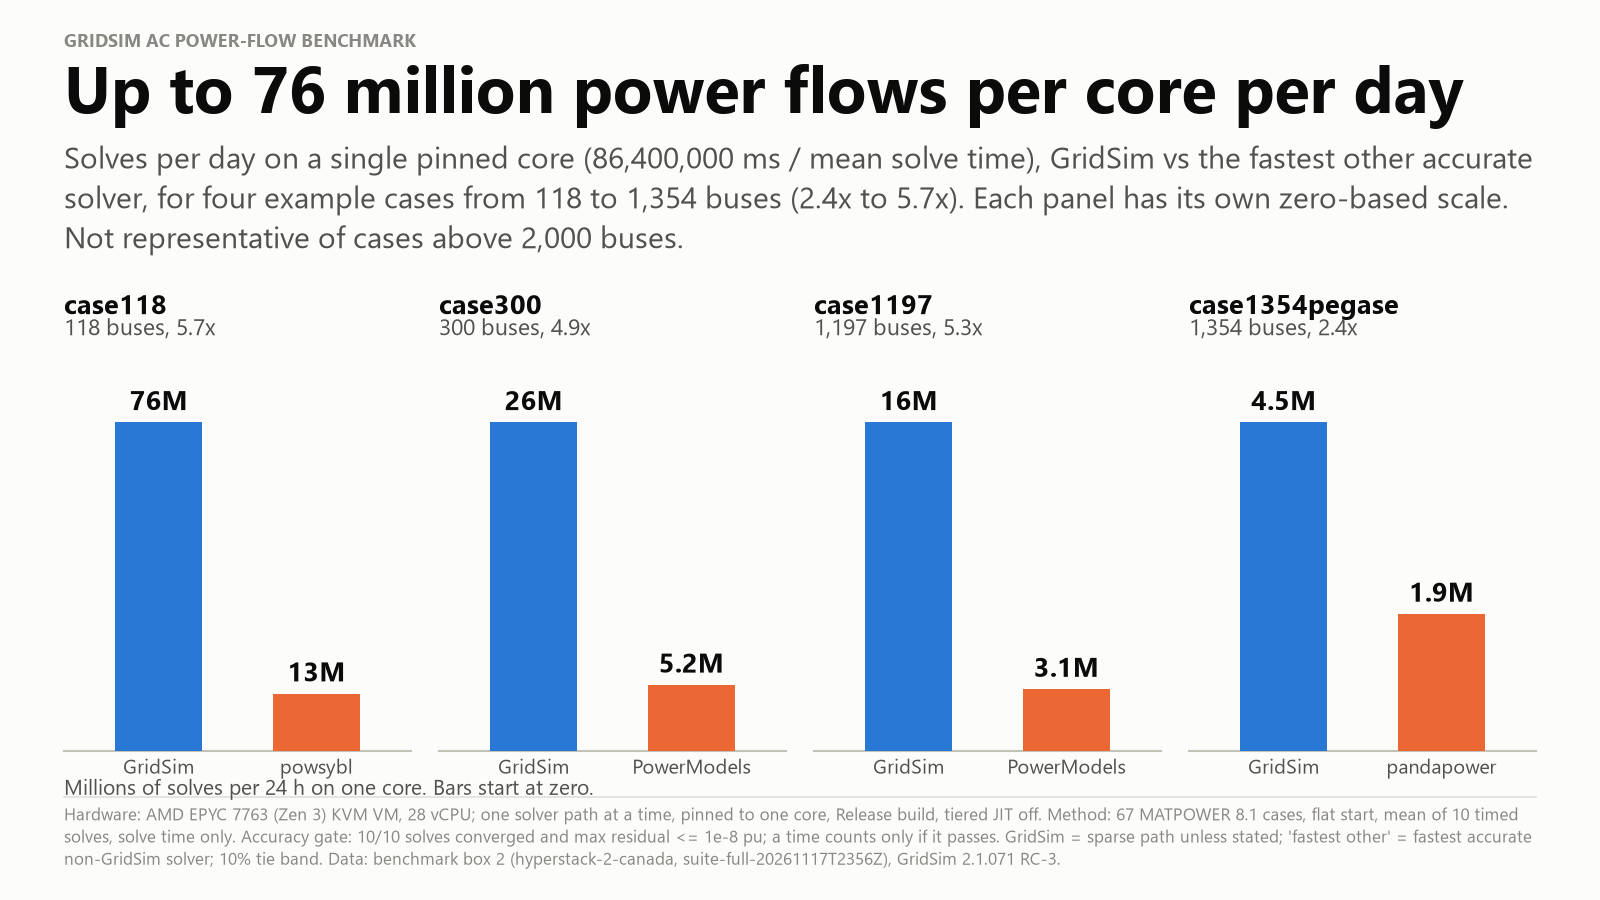 GRIDSIM AC POWER-FLOW BENCHMARK
Up to 76 million power flows per core per day
Solves per day on a single pinned core (86,400,000 ms / mean solve time), GridSim vs the fastest other accurate
solver, for four example cases from 118 to 1,354 buses (2.4x to 5.7x). Each panel has its own zero-based scale.
Not representative of cases above 2,000 buses.
case118
118 buses, 5.7x
76M
13M
GridSim
powsybl
case300
300 buses, 4.9x
26M
5.2M
GridSim
PowerModels
case1197
1,197 buses, 5.3x
16M
3.1M
GridSim
PowerModels
case1354pegase
1,354 buses, 2.4x
4.5M
1.9M
GridSim
pandapower
Millions of solves per 24 h on one core. Bars start at zero.
Hardware: AMD EPYC 7763 (Zen 3) KVM VM, 28 vCPU; one solver path at a time, pinned to one core, Release build, tiered JIT off. Method: 67 MATPOWER 8.1 cases, flat start, mean of 10 timed
solves, solve time only. Accuracy gate: 10/10 solves converged and max residual <= 1e-8 pu; a time counts only if it passes. GridSim = sparse path unless stated; 'fastest other' = fastest accurate
non-GridSim solver; 10% tie band. Data: benchmark box 2 (hyperstack-2-canada, suite-full-20261117T2356Z), GridSim 2.1.071 RC-3.